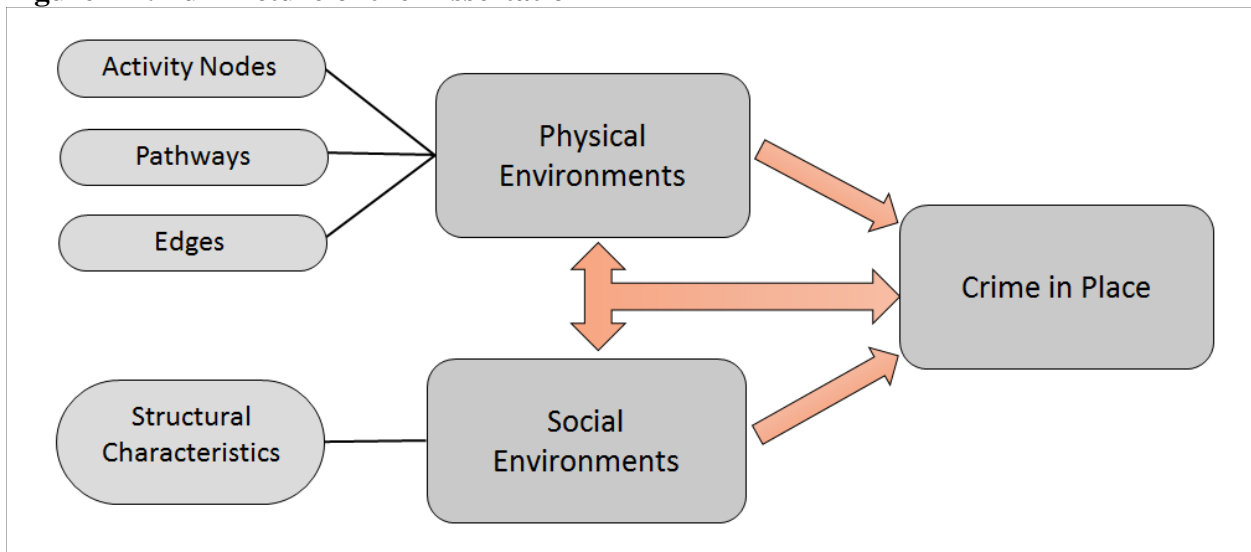 Activity Nodes
Pathways
Edges
Physical
Environments
Crime in Place
Structural
Characteristics
Social
Environments